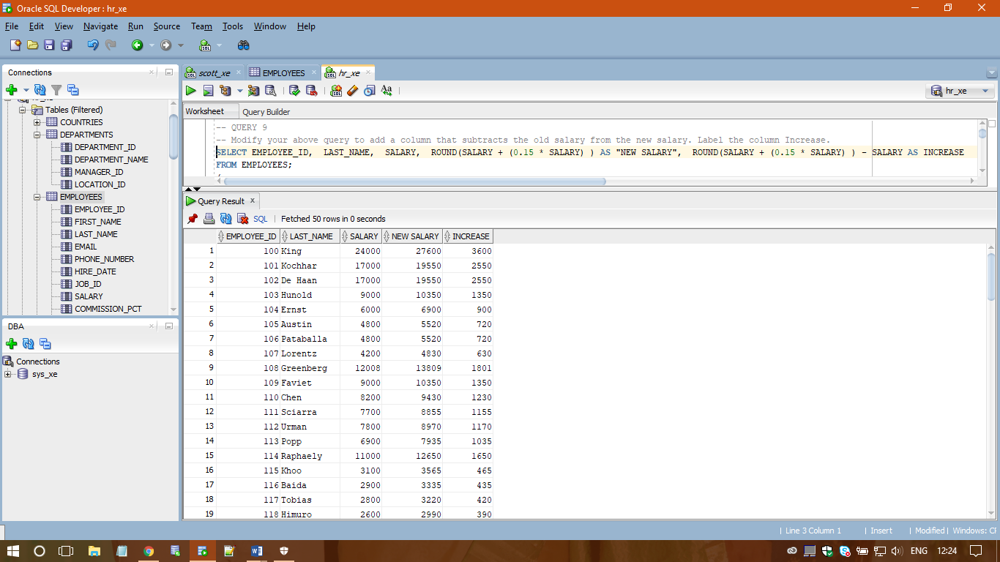 Oracle SQL Developer : hr_xe
File Edit View Navigate Run Source Team Tools Window Help
Connections
Tables (Filtered)
COUNTRIES
DEPARTMENTS
DEPARTMENT_ID
DEPARTMENT_NAME
MANAGER_ID
LOCATION_ID
EMPLOYEES
EMPLOYEE_ID
FIRST_NAME
LAST_NAME
EMAIL
PHONE_NUMBER
HIRE_DATE
JOB_ID
SALARY
COMMISSION_PCT
DBA
Connections
sys_xe
scott_xe EMPLOYEES hr_xe
hr_xe
Worksheet Query Builder
-- QUERY 9
-- Modify your above query to add a column that subtracts the old salary from the new salary. Label the column Increase.
SELECT EMPLOYEE_ID, LAST_NAME, SALARY, ROUND(SALARY + (0.15 * SALARY) ) AS "NEW SALARY", ROUND(SALARY + (0.15 * SALARY) ) - SALARY AS INCREASE
FROM EMPLOYEES;
Query Result x
SQL | Fetched 50 rows in 0 seconds
EMPLOYEE_ID LAST_NAME SALARY NEW SALARY INCREASE
1 100 King 24000 27600 3600
2 101 Kochhar 17000 19550 2550
3 102 De Haan 17000 19550 2550
4 103 Hunold 9000 10350 1350
5 104 Ernst 6000 6900 900
6 105 Austin 4800 5520 720
7 106 Pataballa 4800 5520 720
8 107 Lorentz 4200 4830 630
9 108 Greenberg 12008 13809 1801
10 109 Faviet 9000 10350 1350
11 110 Chen 8200 9430 1230
12 111 Sciarra 7700 8855 1155
13 112 Urman 7800 8970 1170
14 113 Popp 6900 7935 1035
15 114 Raphaely 11000 12650 1650
16 115 Khoo 3100 3565 465
17 116 Baida 2900 3335 435
18 117 Tobias 2800 3220 420
19 118 Himuro 2600 2990 390
| Line 3 Column 1 | Insert | Modified | Windows: CF
ENG 12:24